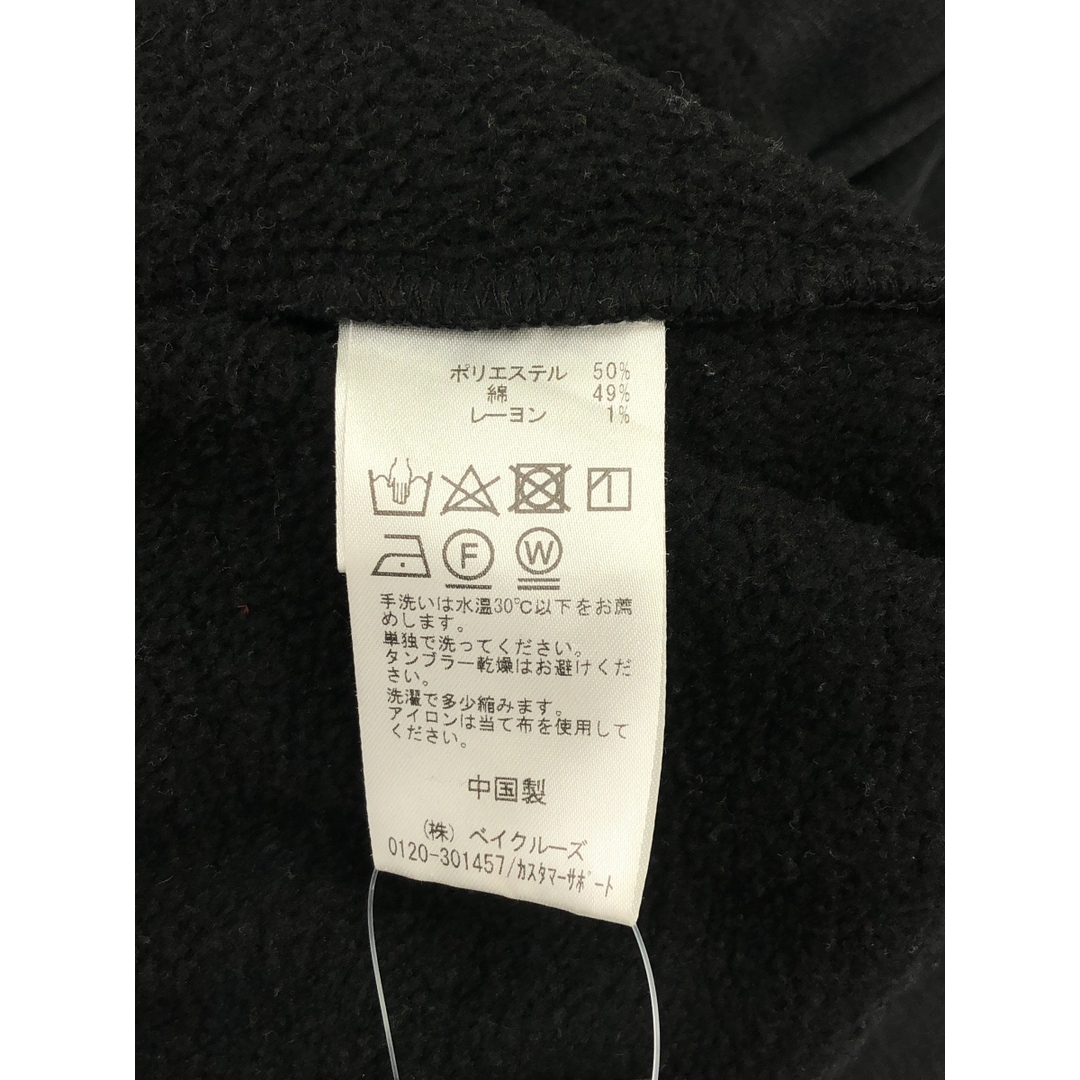 ポリエステル 50%
綿 49%
レーヨン 1%
F W
手洗いは水温30℃以下をお薦
めします。
単独で洗ってください。
タンブラー乾燥はお避けくだ
さい。
洗濯で多少縮みます。
アイロンは当て布を使用して
ください。
中国製
(株) ベイクルーズ
0120-301457/ｶｽﾀﾏｰｻﾎﾟｰﾄ